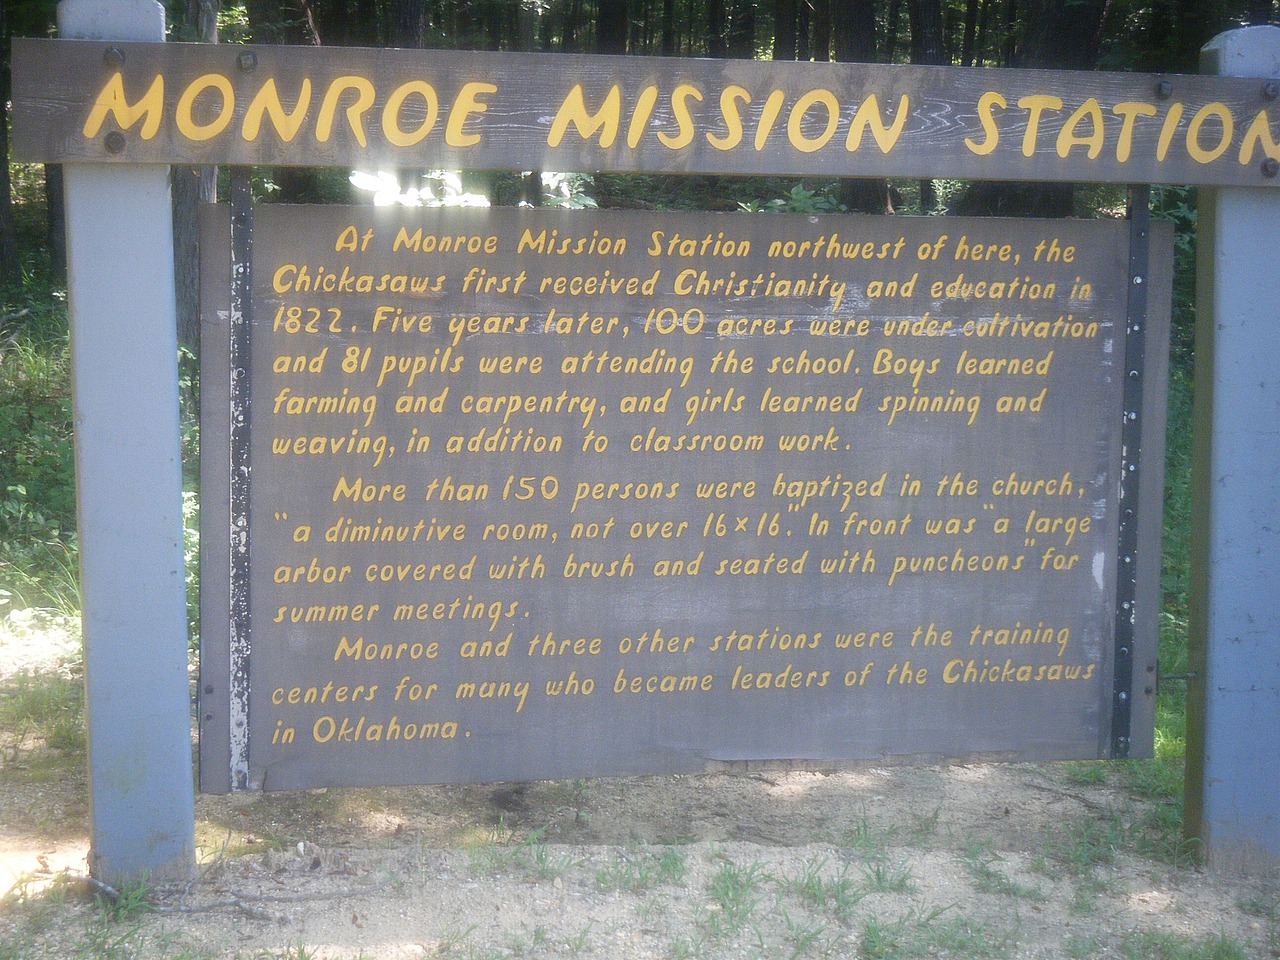 MONROE MISSION STATION
At Monroe Mission Station northwest of here, the
Chickasaws first received Christianity and education in
1822. Five years later, 100 acres were under cultivation
and 81 pupils were attending the school. Boys learned
farming and carpentry, and girls learned spinning and
weaving, in addition to classroom work.
More than 150 persons were baptized in the church,
"a diminutive room, not over 16 x 16." In front was "a large
arbor covered with brush and seated with puncheons" for
summer meetings.
Monroe and three other stations were the training
centers for many who became leaders of the Chickasaws
in Oklahoma.